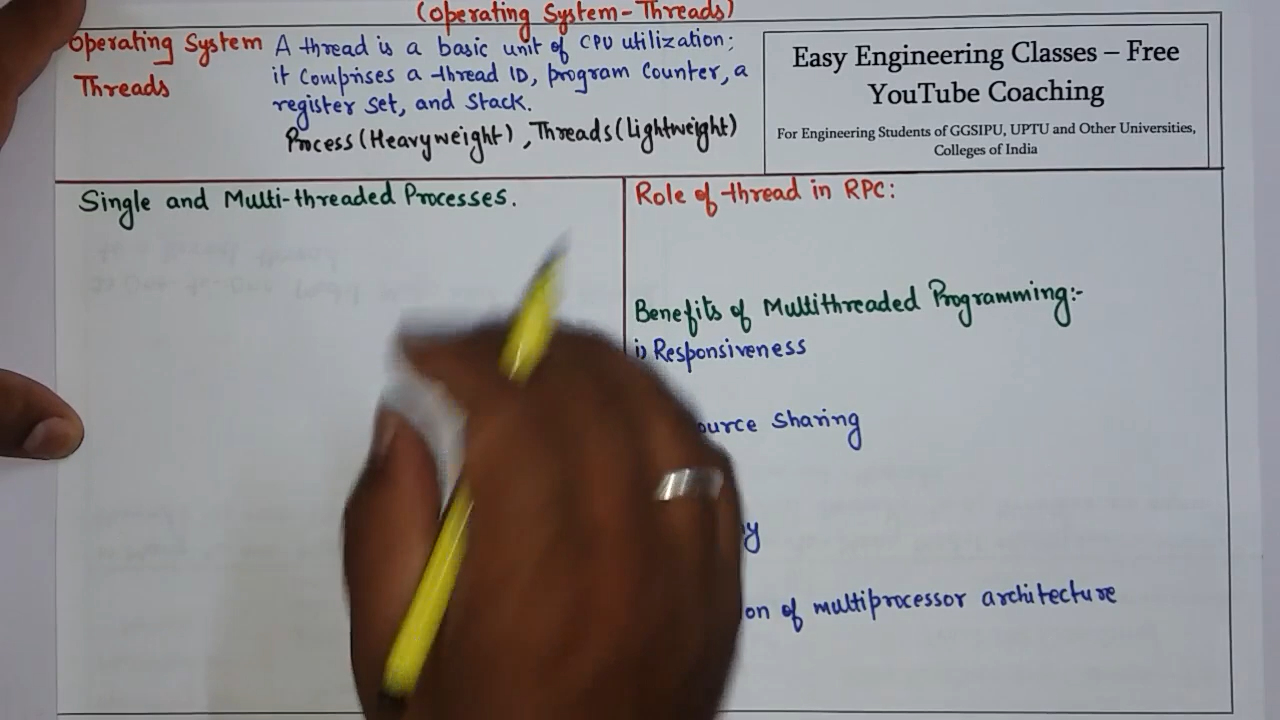 (Operating System-Threads)
Operating System
Threads
A thread is a basic unit of CPU utilization;
it comprises a thread ID, program counter, a
register set, and stack.
Process(Heavyweight), Threads(lightweight)
Easy Engineering Classes – Free
YouTube Coaching
For Engineering Students of GGSIPU, UPTU and Other Universities,
Colleges of India
Single and Multi-threaded Processes.
Role of thread in RPC:
Benefits of Multithreaded Programming:-
i) Responsiveness
ource Sharing
y
on of multiprocessor architecture